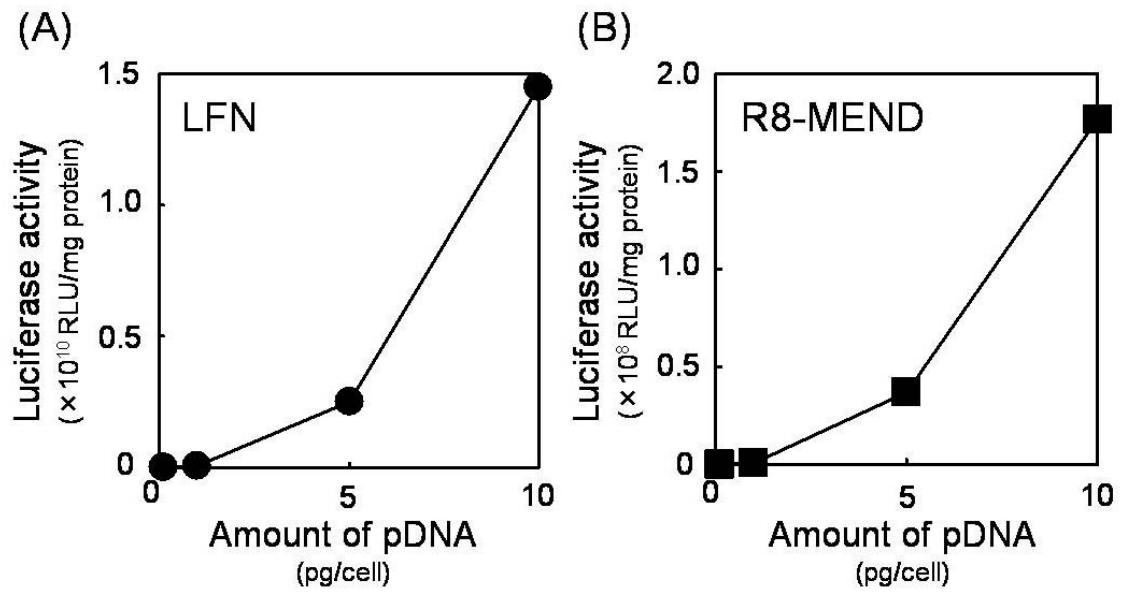 (A)
LFN
Luciferase activity
(×10¹⁰ RLU/mg protein)
1.5
1.0
0.5
0
0
5
10
Amount of pDNA
(pg/cell)
(B)
R8-MEND
Luciferase activity
(×10⁸ RLU/mg protein)
2.0
1.5
1.0
0.5
0
0
5
10
Amount of pDNA
(pg/cell)